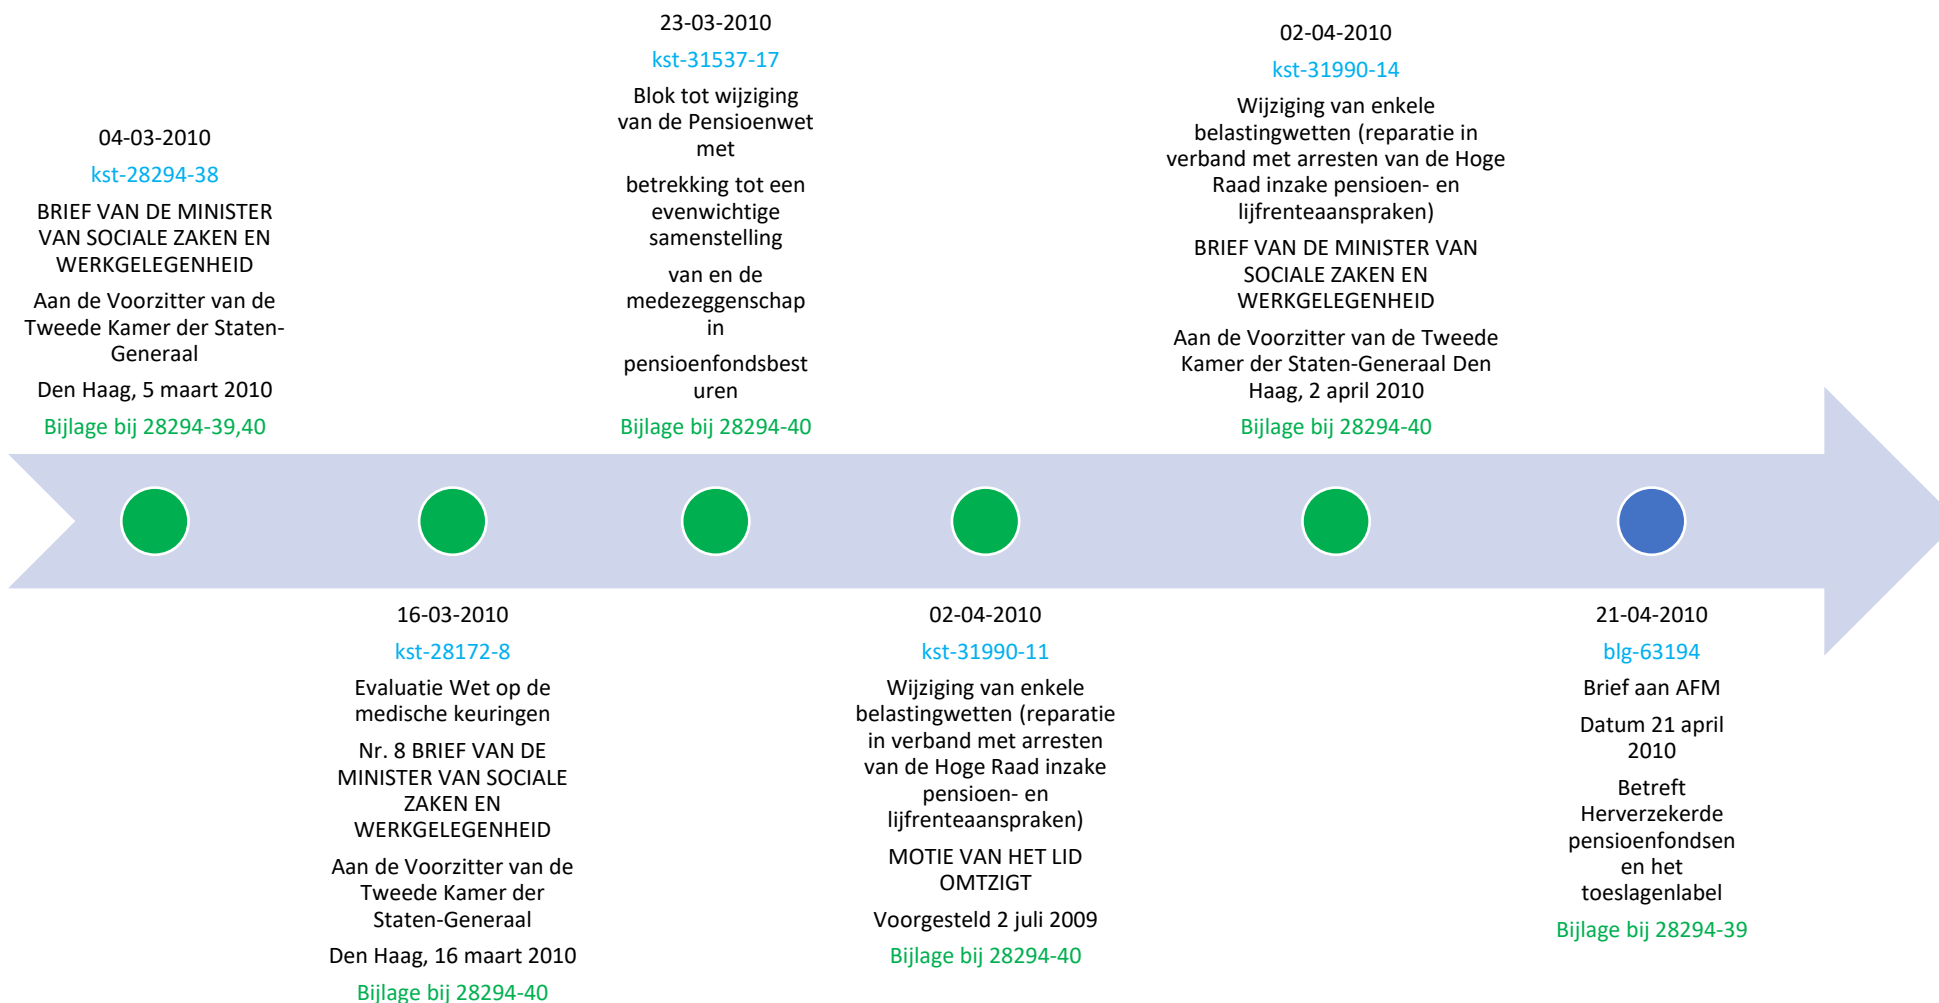 04-03-2010
kst-28294-38
BRIEF VAN DE MINISTER
VAN SOCIALE ZAKEN EN
WERKGELEGENHEID
Aan de Voorzitter van de
Tweede Kamer der Staten-
Generaal
Den Haag, 5 maart 2010
Bijlage bij 28294-39,40
16-03-2010
kst-28172-8
Evaluatie Wet op de
medische keuringen
Nr. 8 BRIEF VAN DE
MINISTER VAN SOCIALE
ZAKEN EN
WERKGELEGENHEID
Aan de Voorzitter van de
Tweede Kamer der
Staten-Generaal
Den Haag, 16 maart 2010
Bijlage bij 28294-40
23-03-2010
kst-31537-17
Blok tot wijziging
van de Pensioenwet
met
betrekking tot een
evenwichtige
samenstelling
van en de
medezeggenschap
in
pensioenfondsbest
uren
Bijlage bij 28294-40
02-04-2010
kst-31990-11
Wijziging van enkele
belastingwetten (reparatie
in verband met arresten
van de Hoge Raad inzake
pensioen- en
lijfrenteaanspraken)
MOTIE VAN HET LID
OMTZIGT
Voorgesteld 2 juli 2009
Bijlage bij 28294-40
02-04-2010
kst-31990-14
Wijziging van enkele
belastingwetten (reparatie in
verband met arresten van de Hoge
Raad inzake pensioen- en
lijfrenteaanspraken)
BRIEF VAN DE MINISTER VAN
SOCIALE ZAKEN EN
WERKGELEGENHEID
Aan de Voorzitter van de Tweede
Kamer der Staten-Generaal Den
Haag, 2 april 2010
Bijlage bij 28294-40
21-04-2010
blg-63194
Brief aan AFM
Datum 21 april
2010
Betreft
Herverzekerde
pensioenfondsen
en het
toeslagenlabel
Bijlage bij 28294-39